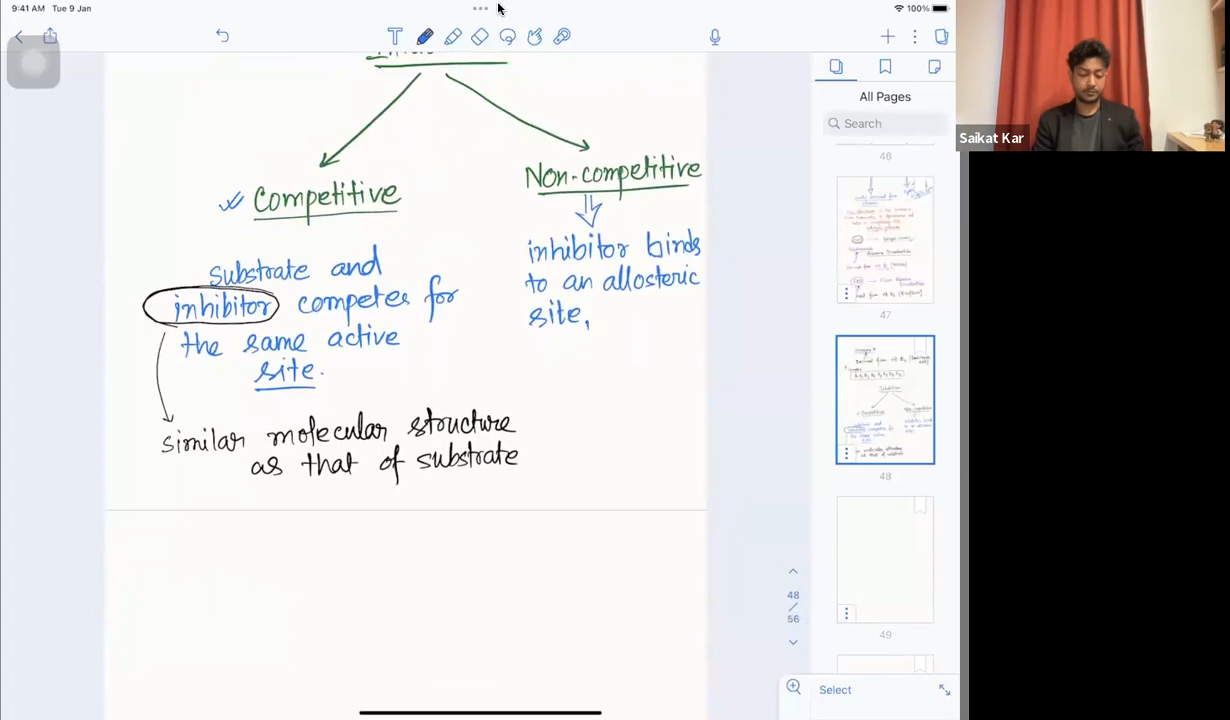 9:41 AM Tue 9 Jan
100%
All Pages
Search
Saikat Kar
46
Competitive
Non-competitive
substrate and
inhibitor competes for
the same active
site.
inhibitor binds
to an allosteric
site,
similar molecular structure
as that of substrate
47
48
49
48
/
56
Select